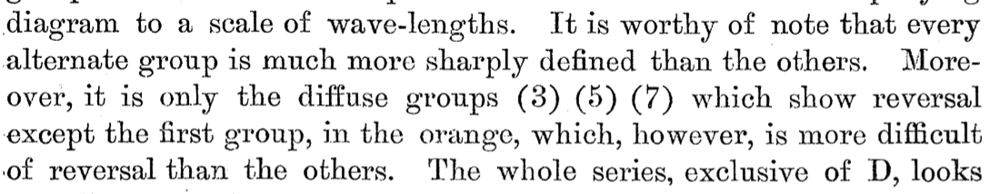 diagram to a scale of wave-lengths. It is worthy of note that every
alternate group is much more sharply defined than the others. More-
over, it is only the diffuse groups (3) (5) (7) which show reversal
except the first group, in the orange, which, however, is more difficult
of reversal than the others. The whole series, exclusive of D, looks